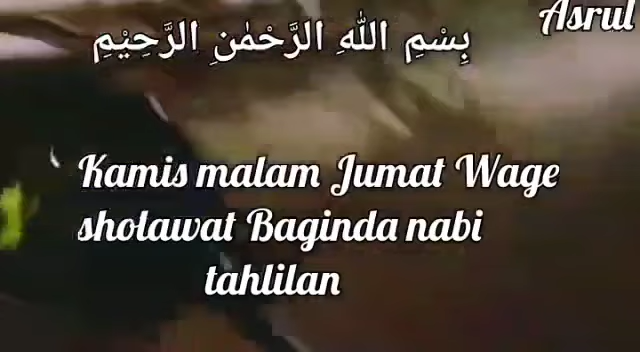 Asrul
بِسْمِ اللّٰهِ الرَّحْمٰنِ الرَّحِيْمِ
Kamis malam Jumat Wage
sholawat Baginda nabi
tahlilan